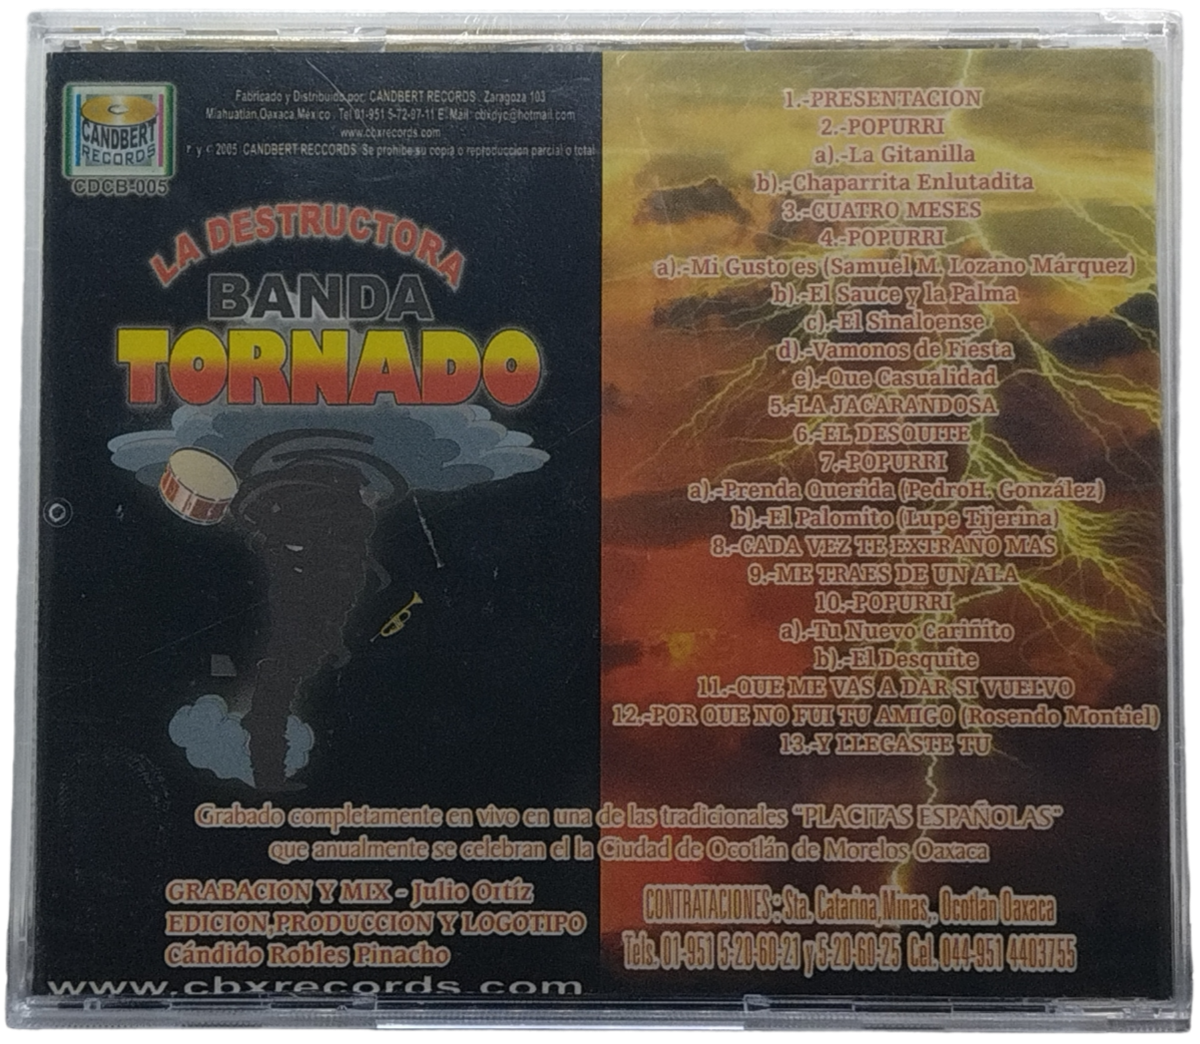 Fabricado y Distribuido por: CANDBERT RECORDS. Zaragoza 103
Miahuatlan,Oaxaca,México. Tel 01-951 5-72-97-11 E-Mail: cbxdyc@hotmail.com
www.cbxrecords.com
P y © 2005 CANDBERT RECCORDS. Se prohibe su copia o reproduccion parcial o total
CANDBERT
RECORDS
CDCB-005
LA DESTRUCTORA
BANDA
TORNADO
1.-PRESENTACION
2.-POPURRI
a).-La Gitanilla
b).-Chaparrita Enlutadita
3.-CUATRO MESES
4.-POPURRI
a).-Mi Gusto es (Samuel M. Lozano Márquez)
b).-El Sauce y la Palma
c).-El Sinaloense
d).-Vamonos de Fiesta
e).-Que Casualidad
5.-LA JACARANDOSA
6.-EL DESQUITE
7.-POPURRI
a).-Prenda Querida (PedroH. González)
b).-El Palomito (Lupe Tijerina)
8.-CADA VEZ TE EXTRAÑO MAS
9.-ME TRAES DE UN ALA
10.-POPURRI
a).-Tu Nuevo Cariñito
b).-El Desquite
11.-QUE ME VAS A DAR SI VUELVO
12.-POR QUE NO FUI TU AMIGO (Rosendo Montiel)
13.-Y LLEGASTE TU
Grabado completamente en vivo en una de las tradicionales "PLACITAS ESPAÑOLAS"
que anualmente se celebran el la Ciudad de Ocotlán de Morelos Oaxaca
GRABACION Y MIX - Julio Ortíz
EDICION,PRODUCCION Y LOGOTIPO
Cándido Robles Pinacho
www.cbxrecords.com
CONTRATACIONES: Sta. Catarina,Minas,. Ocotlán Oaxaca
Tels. 01-951 5-20-60-21 y 5-20-60-25 Cel. 044-951 4403755